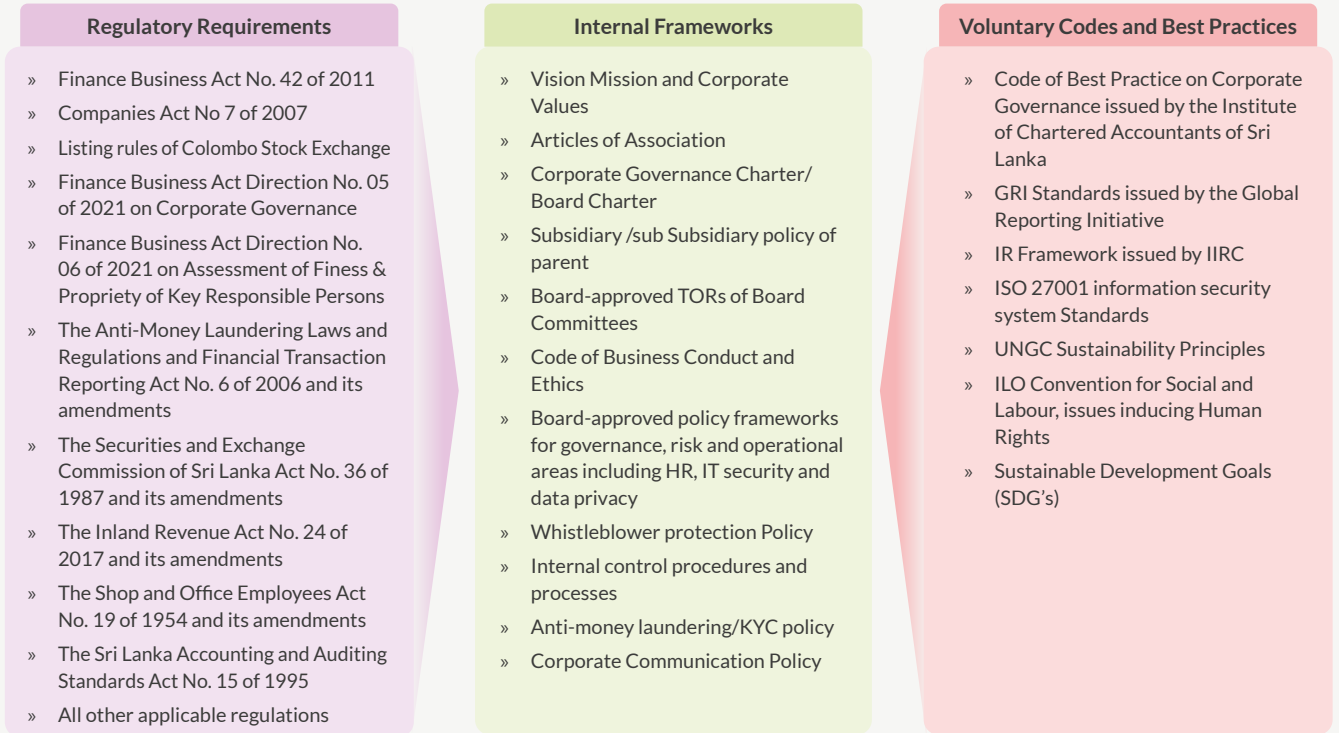 Regulatory Requirements
» Finance Business Act No. 42 of 2011
» Companies Act No 7 of 2007
» Listing rules of Colombo Stock Exchange
» Finance Business Act Direction No. 05
of 2021 on Corporate Governance
» Finance Business Act Direction No.
06 of 2021 on Assessment of Finess &
Propriety of Key Responsible Persons
» The Anti-Money Laundering Laws and
Regulations and Financial Transaction
Reporting Act No. 6 of 2006 and its
amendments
» The Securities and Exchange
Commission of Sri Lanka Act No. 36 of
1987 and its amendments
» The Inland Revenue Act No. 24 of
2017 and its amendments
» The Shop and Office Employees Act
No. 19 of 1954 and its amendments
» The Sri Lanka Accounting and Auditing
Standards Act No. 15 of 1995
» All other applicable regulations
Internal Frameworks
» Vision Mission and Corporate
Values
» Articles of Association
» Corporate Governance Charter/
Board Charter
» Subsidiary /sub Subsidiary policy of
parent
» Board-approved TORs of Board
Committees
» Code of Business Conduct and
Ethics
» Board-approved policy frameworks
for governance, risk and operational
areas including HR, IT security and
data privacy
» Whistleblower protection Policy
» Internal control procedures and
processes
» Anti-money laundering/KYC policy
» Corporate Communication Policy
Voluntary Codes and Best Practices
» Code of Best Practice on Corporate
Governance issued by the Institute
of Chartered Accountants of Sri
Lanka
» GRI Standards issued by the Global
Reporting Initiative
» IR Framework issued by IIRC
» ISO 27001 information security
system Standards
» UNGC Sustainability Principles
» ILO Convention for Social and
Labour, issues inducing Human
Rights
» Sustainable Development Goals
(SDG's)